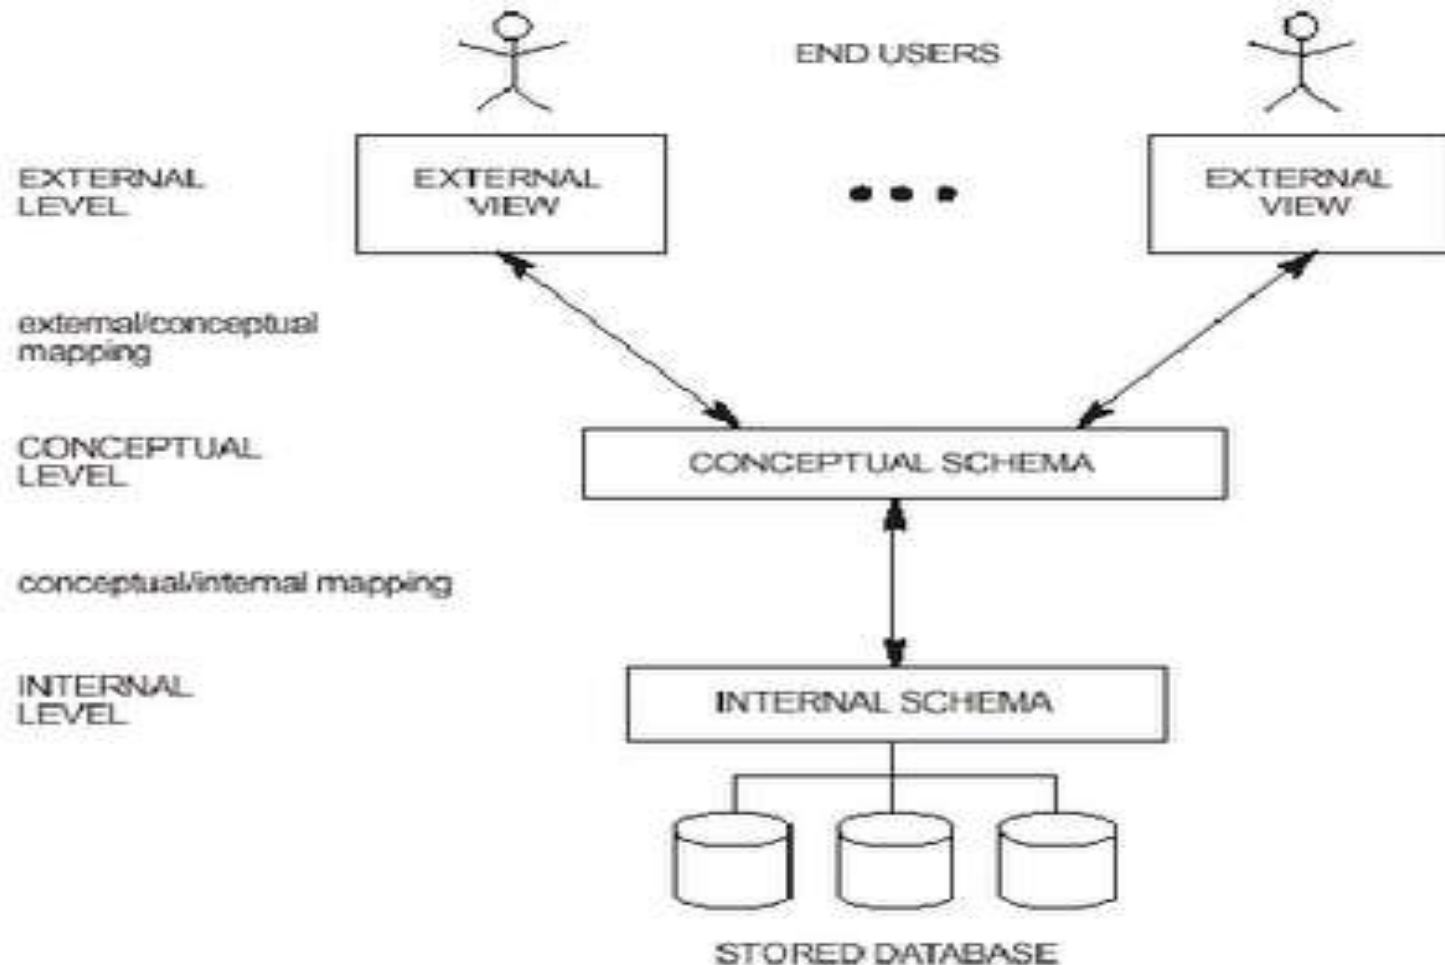 END USERS
EXTERNAL
LEVEL
EXTERNAL
VIEW
EXTERNAL
VIEW
external/conceptual
mapping
CONCEPTUAL
LEVEL
CONCEPTUAL SCHEMA
conceptual/internal mapping
INTERNAL
LEVEL
INTERNAL SCHEMA
STORED DATABASE